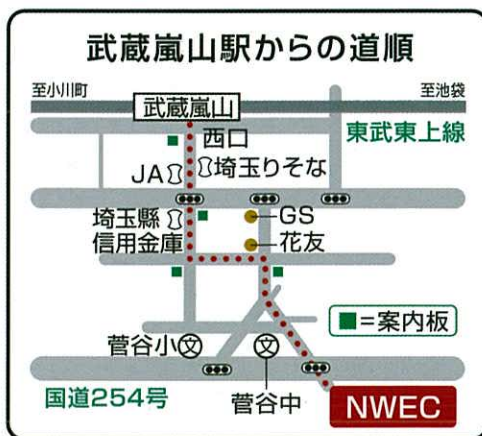 武蔵嵐山駅からの道順
至小川町
至池袋
武蔵嵐山
東武東上線
西口
JA
埼玉りそな
埼玉縣
信用金庫
GS
花友
■=案内板
菅谷小
文
文
国道254号
菅谷中
NWEC